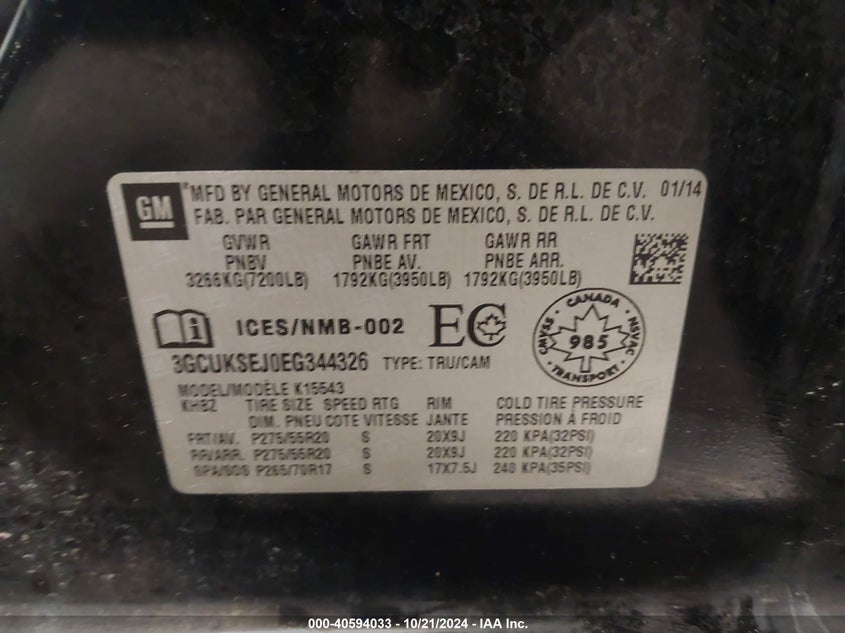 GM
MFD BY GENERAL MOTORS DE MEXICO, S. DE R.L. DE C.V. 01/14
FAB. PAR GENERAL MOTORS DE MEXICO, S. DE R.L. DE C.V.
GVWR GAWR FRT GAWR RR
PNBV PNBE AV. PNBE ARR.
3266KG(7200LB) 1792KG(3950LB) 1792KG(3950LB)
i ICES/NMB-002 EC
CANADA CMVSS 985 NSVAC TRANSPORT
3GCUKSEJ0EG344326 TYPE: TRU/CAM
MODEL/MODÈLE K15543
KHBZ TIRE SIZE SPEED RTG RIM COLD TIRE PRESSURE
DIM. PNEU COTE VITESSE JANTE PRESSION À FROID
FRT/AV. P275/55R20 S 20X9J 220 KPA(32PSI)
RR/ARR. P275/55R20 S 20X9J 220 KPA(32PSI)
SPA/SOS P265/70R17 S 17X7.5J 240 KPA(35PSI)
000-40594033 - 10/21/2024 - IAA Inc.